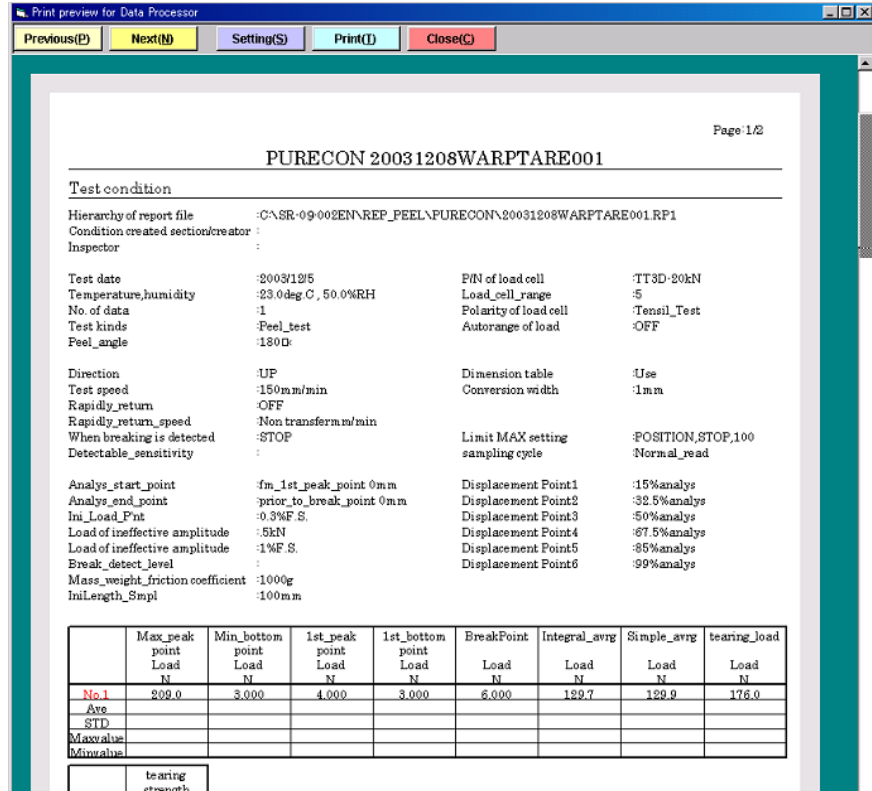 Print preview for Data Processor
Previous(P) Next(N) Setting(S) Print(I) Close(C)
Page:1/2
PURECON 20031208WARPTARE001
Test condition
Hierarchy of report file :C:\SR-09-002EN\REP_PEEL\PURECON\20031208WARPTARE001.RP1
Condition created section/creator :
Inspector :
Test date :2003/12/5 P/N of load cell :TT3D-20kN
Temperature,humidity :23.0deg.C , 50.0%RH Load_cell_range :5
No. of data :1 Polarity of load cell :Tensil_Test
Test kinds :Peel_test Autorange of load :OFF
Peel_angle :180
Direction :UP Dimension table :Use
Test speed :150mm/min Conversion width :1mm
Rapidly_return :OFF
Rapidly_return_speed :Non transfermm/min
When breaking is detected :STOP Limit MAX setting :POSITION,STOP,100
Detectable_sensitivity : sampling cycle :Normal_read
Analys_start_point :fm_1st_peak_point 0mm Displacement Point1 :15%analys
Analys_end_point :prior_to_break_point 0mm Displacement Point2 :32.5%analys
Ini_Load_P'nt :0.3%F.S. Displacement Point3 :50%analys
Load of ineffective amplitude :.5kN Displacement Point4 :67.5%analys
Load of ineffective amplitude :1%F.S. Displacement Point5 :85%analys
Break_detect_level : Displacement Point6 :99%analys
Mass_weight_friction coefficient :1000g
IniLength_Smpl :100mm
Max_peak Min_bottom 1st_peak 1st_bottom BreakPoint Integral_avrg Simple_avrg tearing_load
point point point point
Load Load Load Load Load Load Load Load
N N N N N N N N
No.1 209.0 3.000 4.000 3.000 6.000 129.7 129.9 176.0
Ave
STD
Maxvalue
Minvalue
tearing
strength